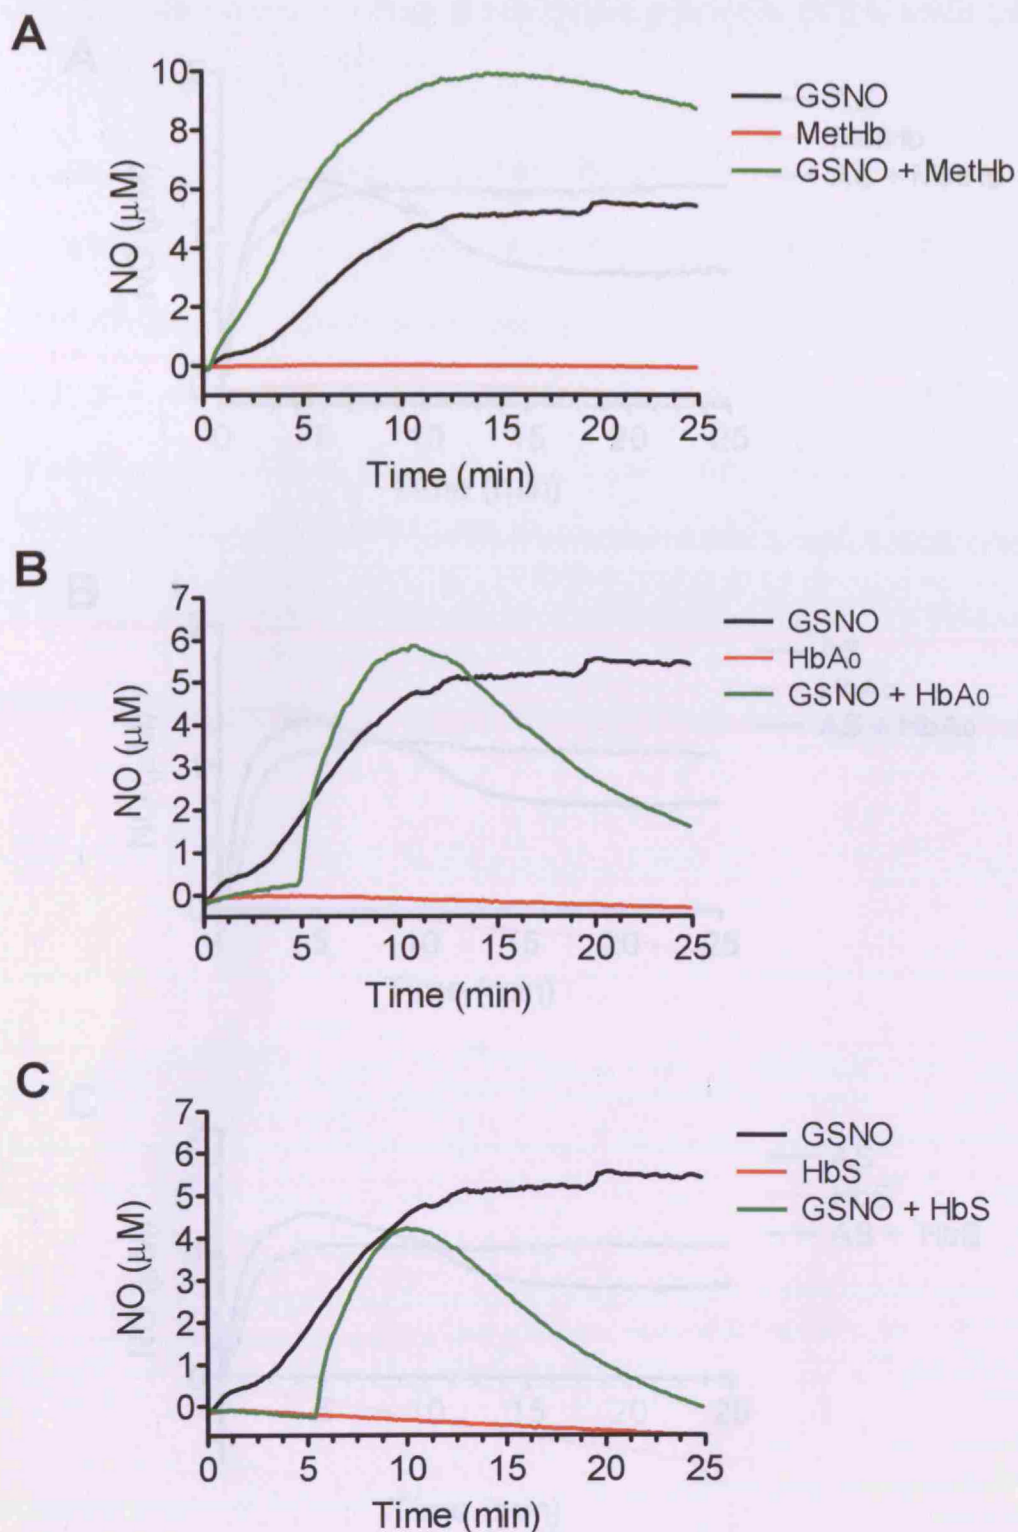 A
10
8
6
4
2
0
NO (μM)
0 5 10 15 20 25
Time (min)
GSNO
MetHb
GSNO + MetHb
B
7
6
5
4
3
2
1
0
NO (μM)
0 5 10 15 20 25
Time (min)
GSNO
HbA0
GSNO + HbA0
C
7
6
5
4
3
2
1
0
NO (μM)
0 5 10 15 20 25
Time (min)
GSNO
HbS
GSNO + HbS